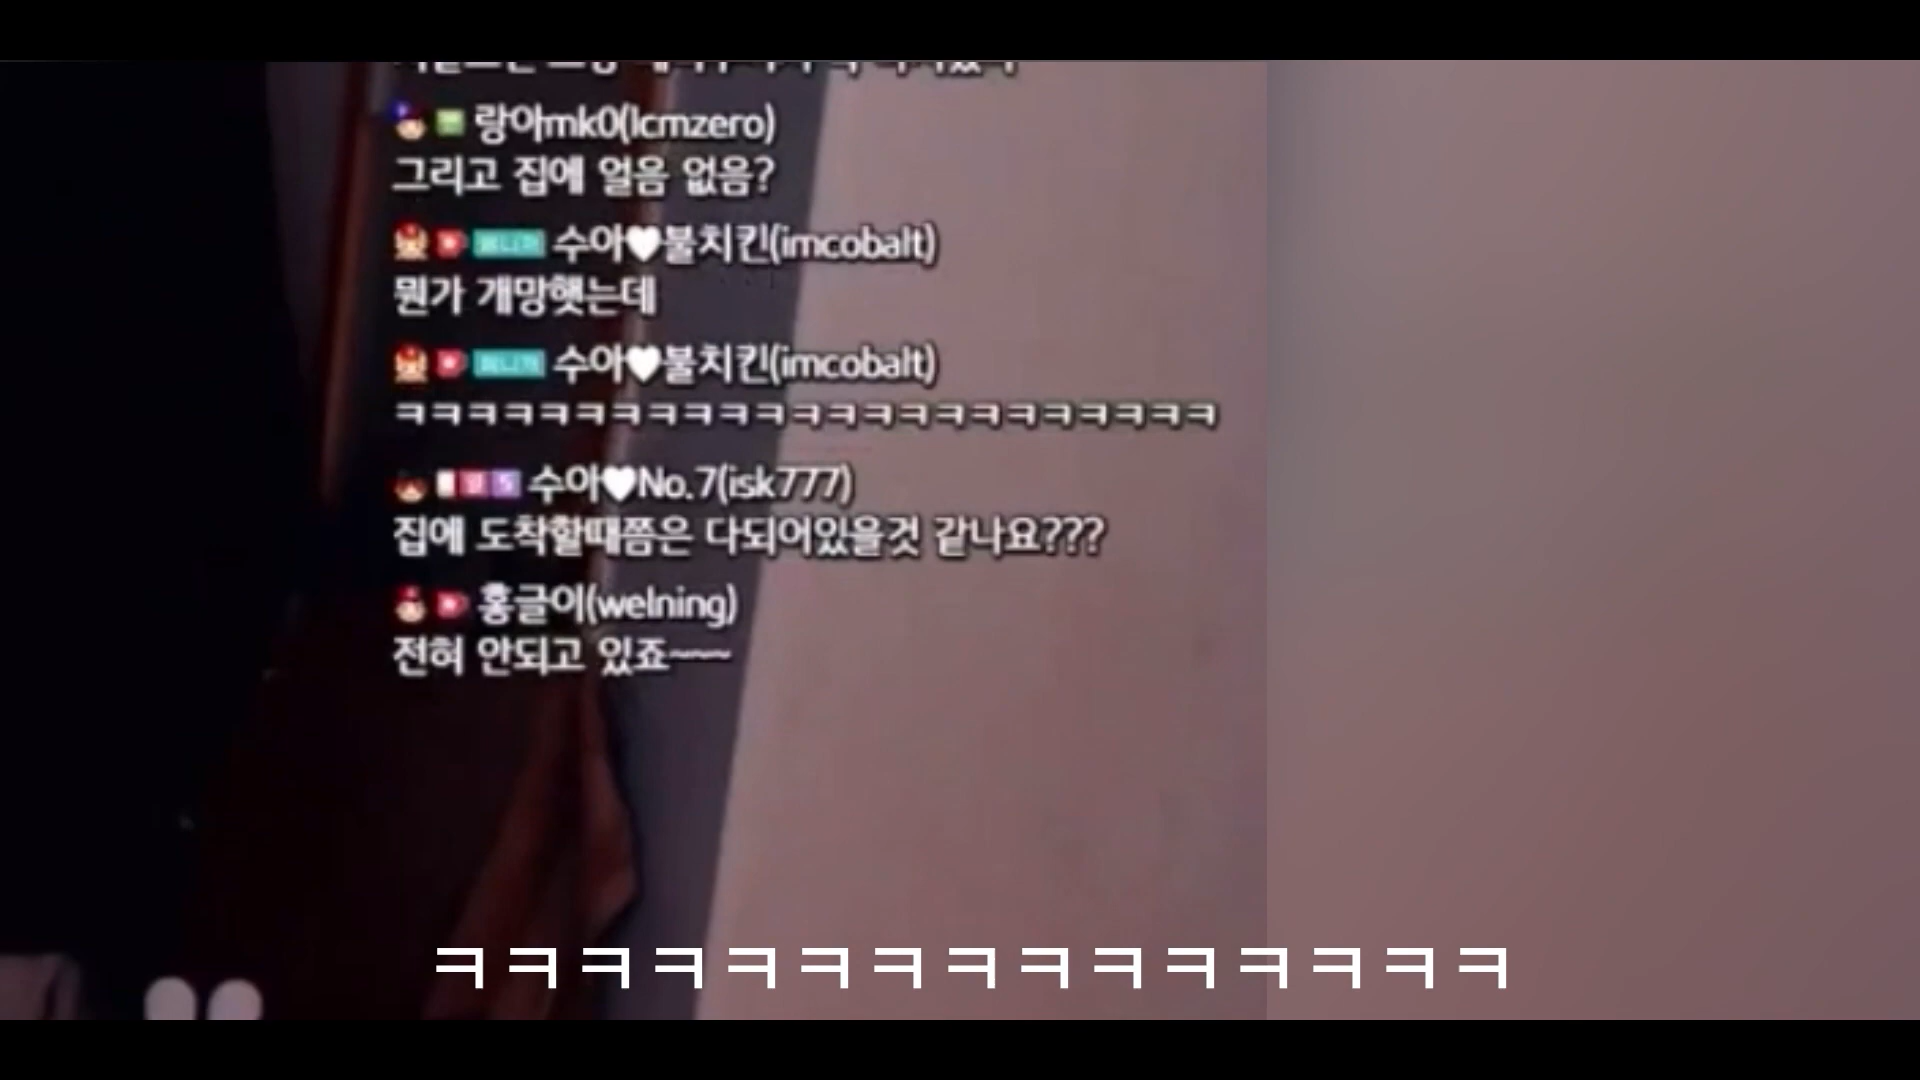 랑아mk0(lcmzero)
그리고 집에 얼음 없음?
수아♥불치킨(imcobalt)
뭔가 개망햇는데
수아♥불치킨(imcobalt)
ㅋㅋㅋㅋㅋㅋㅋㅋㅋㅋㅋㅋㅋㅋㅋㅋㅋㅋㅋㅋㅋㅋㅋ
수아♥No.7(isk777)
집에 도착할때쯤은 다되어있을것 같나요???
홍글이(welning)
전혀 안되고 있죠~~~
ㅋㅋㅋㅋㅋㅋㅋㅋㅋㅋㅋㅋㅋㅋㅋ